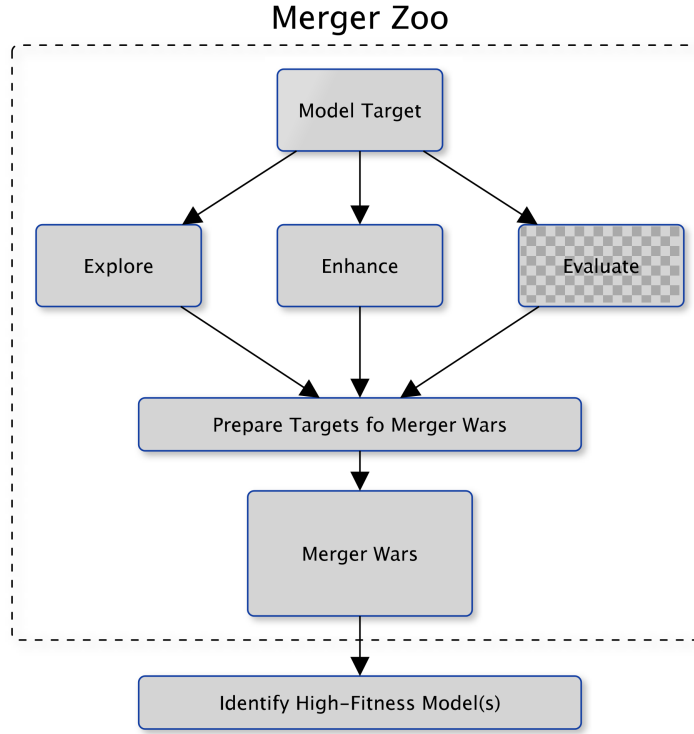 Merger Zoo
Model Target
Explore
Enhance
Evaluate
Prepare Targets fo Merger Wars
Merger Wars
Identify High-Fitness Model(s)